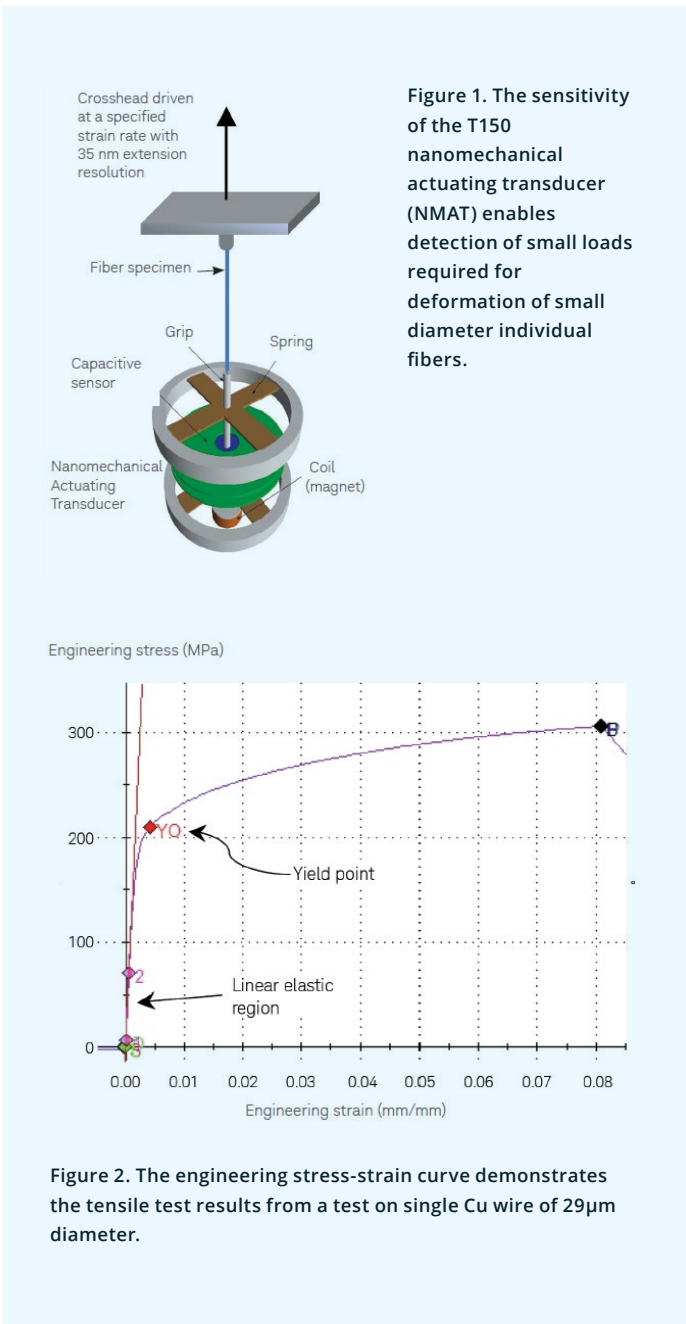 Crosshead driven
at a specified
strain rate with
35 nm extension
resolution
Fiber specimen
Grip
Spring
Capacitive
sensor
Nanomechanical
Actuating
Transducer
Coil
(magnet)
Figure 1. The sensitivity
of the T150
nanomechanical
actuating transducer
(NMAT) enables
detection of small loads
required for
deformation of small
diameter individual
fibers.
Engineering stress (MPa)
300
B
YO
200
Yield point
100
2
Linear elastic
region
0
0.00 0.01 0.02 0.03 0.04 0.05 0.06 0.07 0.08
Engineering strain (mm/mm)
Figure 2. The engineering stress-strain curve demonstrates
the tensile test results from a test on single Cu wire of 29μm
diameter.